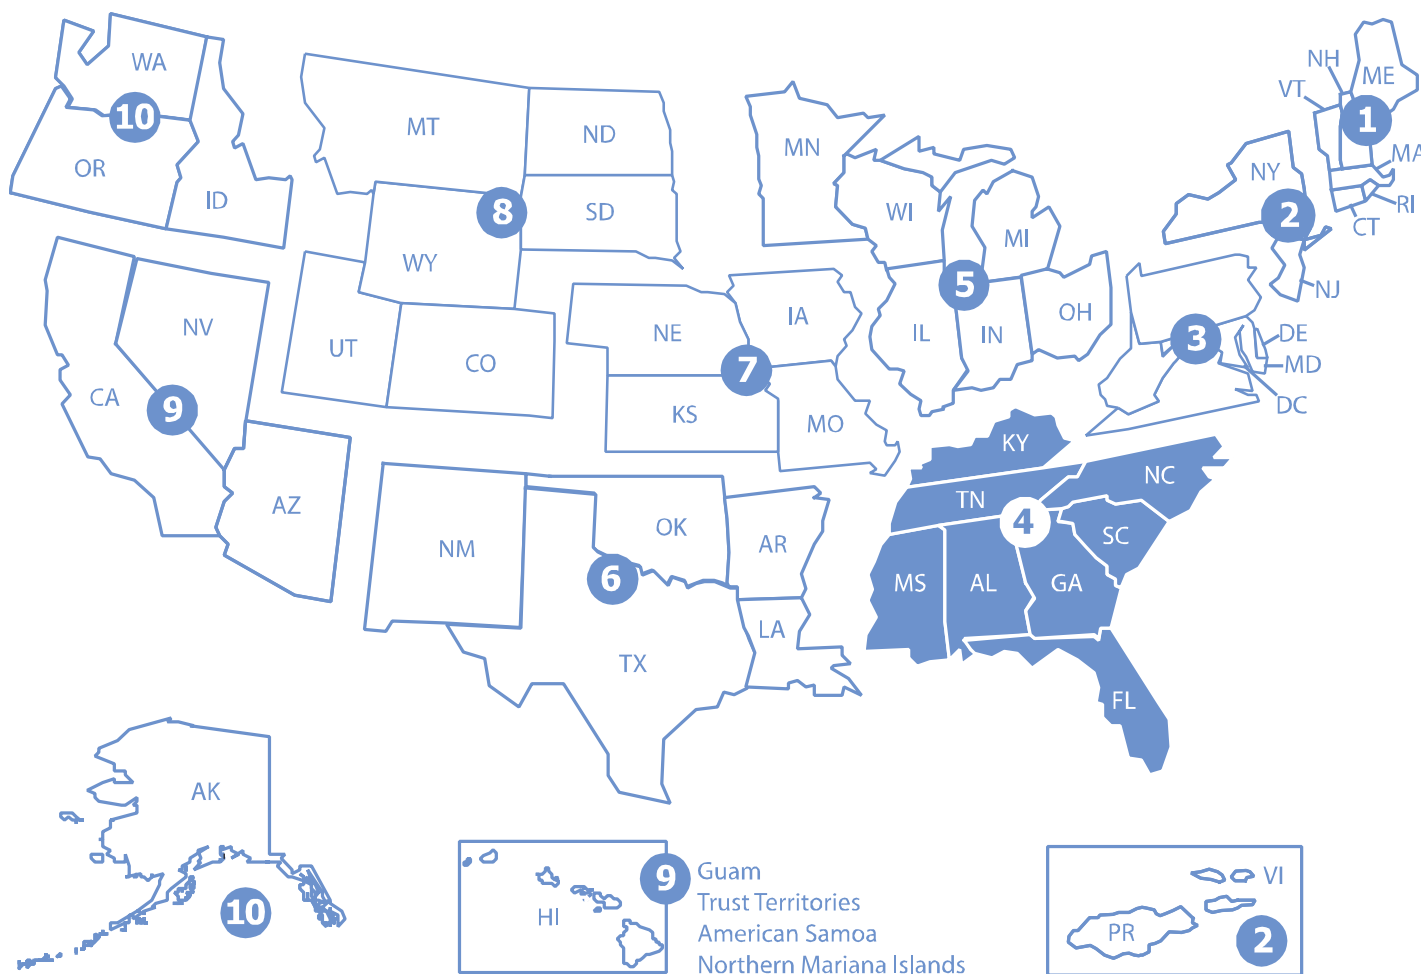 WA
10
OR
ID
MT
ND
8
SD
WY
UT
CO
NV
CA
9
AZ
MN
WI
MI
5
IL
IN
OH
NE
IA
7
KS
MO
NH
ME
VT
1
MA
NY
2
RI
CT
NJ
3
DE
MD
DC
KY
NC
TN
4
SC
MS
AL
GA
FL
NM
OK
AR
6
TX
LA
AK
10
HI
9
Guam
Trust Territories
American Samoa
Northern Mariana Islands
VI
PR
2